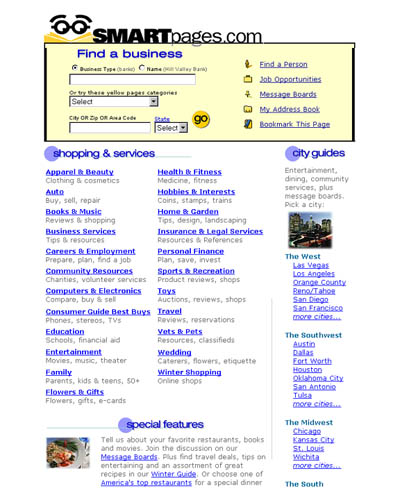 SMARTpages.com
Find a business
Business Type (banks) Name (Hill Valley Bank)
Or try these yellow pages categories
Select
City OR Zip OR Area Code
State
Select
go
Find a Person
Job Opportunities
Message Boards
My Address Book
Bookmark This Page
shopping & services
Apparel & Beauty
Clothing & cosmetics
Auto
Buy, sell, repair
Books & Music
Reviews & shopping
Business Services
Tips & resources
Careers & Employment
Prepare, plan, find a job
Community Resources
Charities, volunteer services
Computers & Electronics
Compare, buy & sell
Consumer Guide Best Buys
Phones, stereos, TVs
Education
Schools, financial aid
Entertainment
Movies, music, theater
Family
Parents, kids & teens, 50+
Flowers & Gifts
Flowers, gifts, e-cards
Health & Fitness
Medicine, fitness
Hobbies & Interests
Coins, stamps, trains
Home & Garden
Tips, design, landscaping
Insurance & Legal Services
Resources & References
Personal Finance
Plan, save, invest
Sports & Recreation
Product reviews, shops
Toys
Auctions, reviews, shops
Travel
Reviews, reservations
Vets & Pets
Resources, classifieds
Wedding
Caterers, flowers, etiquette
Winter Shopping
Online shops
special features
Tell us about your favorite restaurants, books
and movies. Join the discussion on our
Message Boards. Plus find travel deals, tips on
entertaining and an assortment of great
recipes in our Winter Guide. Or choose one of
America's top restaurants for a special dinner
city guides
Entertainment,
dining, community
services, plus
message boards.
Pick a city:
The West
Las Vegas
Los Angeles
Orange County
Reno/Tahoe
San Diego
San Francisco
more cities...
The Southwest
Austin
Dallas
Fort Worth
Houston
Oklahoma City
San Antonio
Tulsa
more cities...
The Midwest
Chicago
Kansas City
St. Louis
Wichita
more cities...
The South